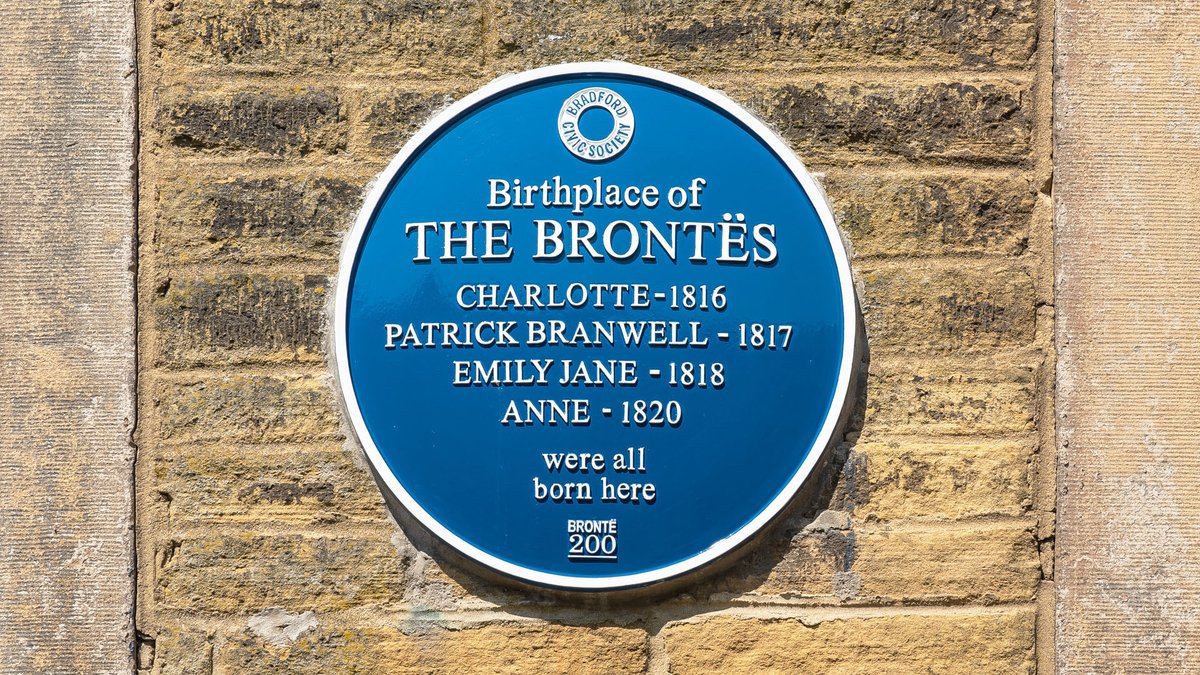 BRADFORD
CIVIC SOCIETY
Birthplace of
THE BRONTËS
CHARLOTTE - 1816
PATRICK BRANWELL - 1817
EMILY JANE - 1818
ANNE - 1820
were all
born here
BRONTË
200